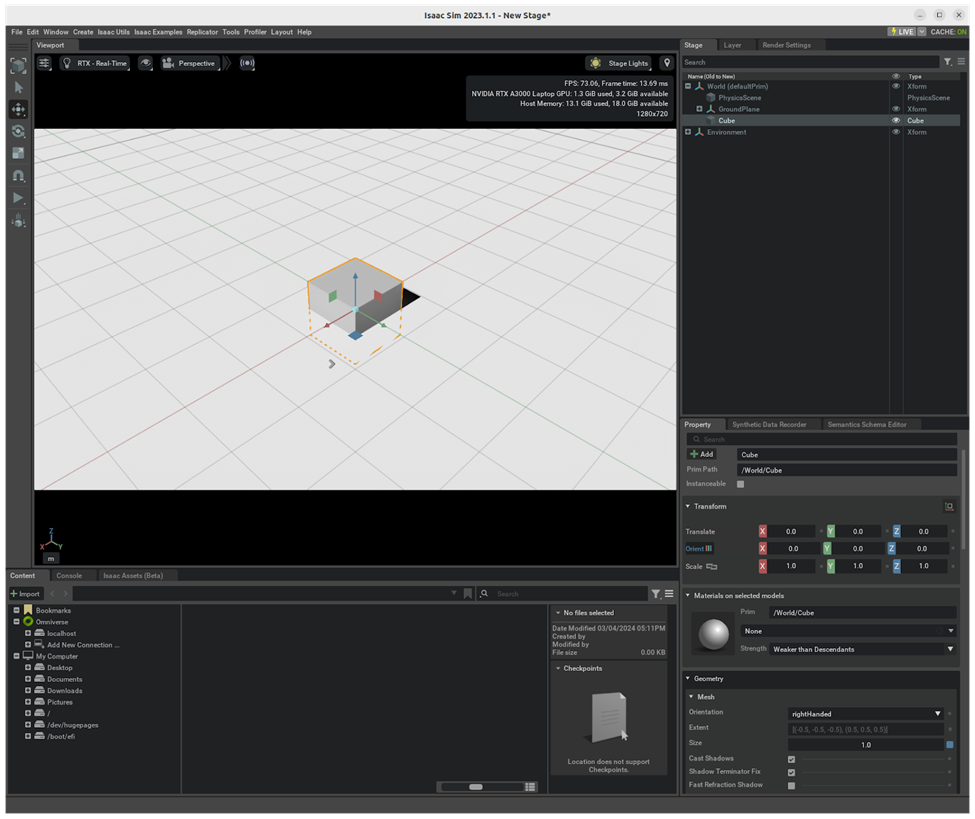 Isaac Sim 2023.1.1 - New Stage*
File Edit Window Create Isaac Utils Isaac Examples Replicator Tools Profiler Layout Help
LIVE CACHE: ON
Viewport
RTX - Real-Time Perspective Stage Lights
FPS: 73.06, Frame time: 13.69 ms
NVIDIA RTX A3000 Laptop GPU: 1.3 GiB used, 3.2 GiB available
Host Memory: 13.1 GiB used, 18.0 GiB available
1280x720
Z
X Y
m
Stage Layer Render Settings
Search
Name (Old to New) Type
World (defaultPrim) Xform
PhysicsScene PhysicsScene
GroundPlane Xform
Cube Cube
Environment Xform
Property Synthetic Data Recorder Semantics Schema Editor
Search
Add Cube
Prim Path /World/Cube
Instanceable
Transform
Translate X 0.0 Y 0.0 Z 0.0
Orient X 0.0 Y 0.0 Z 0.0
Scale X 1.0 Y 1.0 Z 1.0
Materials on selected models
Prim /World/Cube
None
Strength Weaker than Descendants
Geometry
Mesh
Orientation rightHanded
Extent [(-0.5, -0.5, -0.5), (0.5, 0.5, 0.5)]
Size 1.0
Cast Shadows
Shadow Terminator Fix
Fast Refraction Shadow
Content Console Isaac Assets (Beta)
+ Import Search
Bookmarks
Omniverse
localhost
Add New Connection ...
My Computer
Desktop
Documents
Downloads
Pictures
/
/dev/hugepages
/boot/efi
No files selected
Date Modified 03/04/2024 05:11PM
Created by
Modified by
File size 0.00 KB
Checkpoints
Location does not support
Checkpoints.